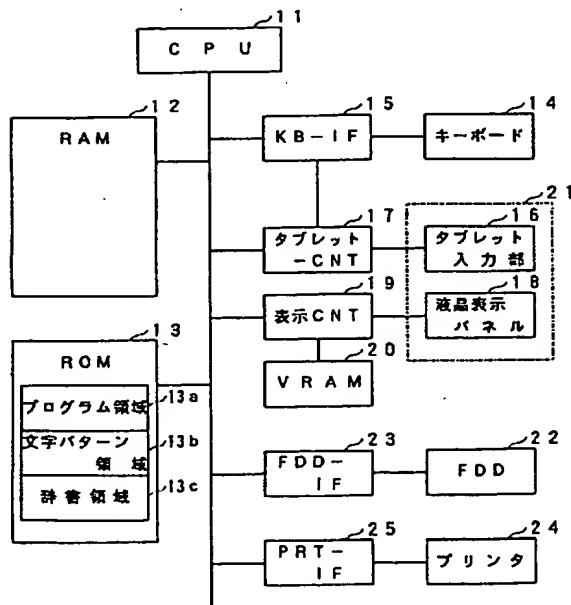 11
CPU
12
RAM
15
KB-IF
14
キーボード
21
17
タブレット
-CNT
16
タブレット
入力部
19
表示CNT
18
液晶表示
パネル
20
VRAM
13
ROM
プログラム領域
13a
文字パターン
領域
13b
辞書領域
13c
23
FDD-
IF
22
FDD
25
PRT-
IF
24
プリンタ